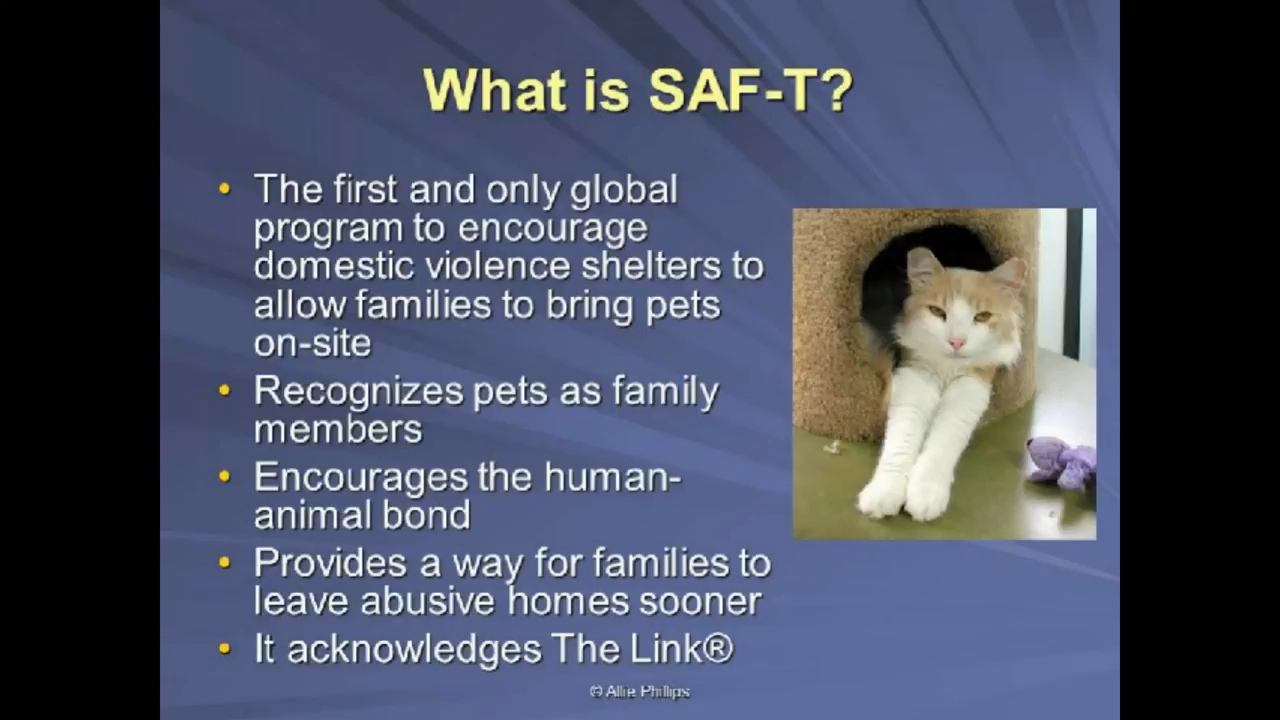 What is SAF-T?
• The first and only global
program to encourage
domestic violence shelters to
allow families to bring pets
on-site
• Recognizes pets as family
members
• Encourages the human-
animal bond
• Provides a way for families to
leave abusive homes sooner
• It acknowledges The Link®
© Allie Phillips